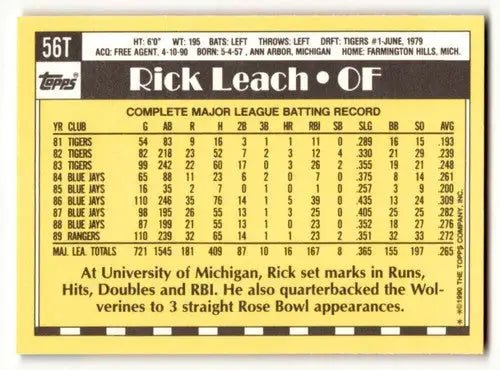 56T
HT: 6'0" WT: 195 BATS: LEFT THROWS: LEFT DRFT: TIGERS #1-JUNE, 1979
ACQ: FREE AGENT, 4-10-90 BORN: 5-4-57, ANN ARBOR, MICHIGAN HOME: FARMINGTON HILLS, MICH.
Topps® Rick Leach • OF
COMPLETE MAJOR LEAGUE BATTING RECORD
YR CLUB G AB R H 2B 3B HR RBI SB SLG BB SO AVG
81 TIGERS 54 83 9 16 3 1 1 11 0 .289 16 15 .193
82 TIGERS 82 218 23 52 7 2 3 12 4 .330 21 29 .239
83 TIGERS 99 242 22 60 17 0 3 26 2 .355 19 21 .248
84 BLUE JAYS 65 88 11 23 6 2 0 7 0 .375 8 14 .261
85 BLUE JAYS 16 35 2 7 0 1 0 1 0 .257 3 9 .200
86 BLUE JAYS 110 246 35 76 14 1 5 39 0 .435 13 24 .309
87 BLUE JAYS 98 195 26 55 13 1 3 25 0 .405 25 25 .282
88 BLUE JAYS 87 199 21 55 13 1 0 23 0 .352 18 27 .276
89 RANGERS 110 239 32 65 14 1 1 23 2 .351 32 33 .272
MAJ. LEA. TOTALS 721 1545 181 409 87 10 16 167 8 .365 155 197 .265
At University of Michigan, Rick set marks in Runs,
Hits, Doubles and RBI. He also quarterbacked the Wol-
verines to 3 straight Rose Bowl appearances.
* *©1990 THE TOPPS COMPANY, INC.